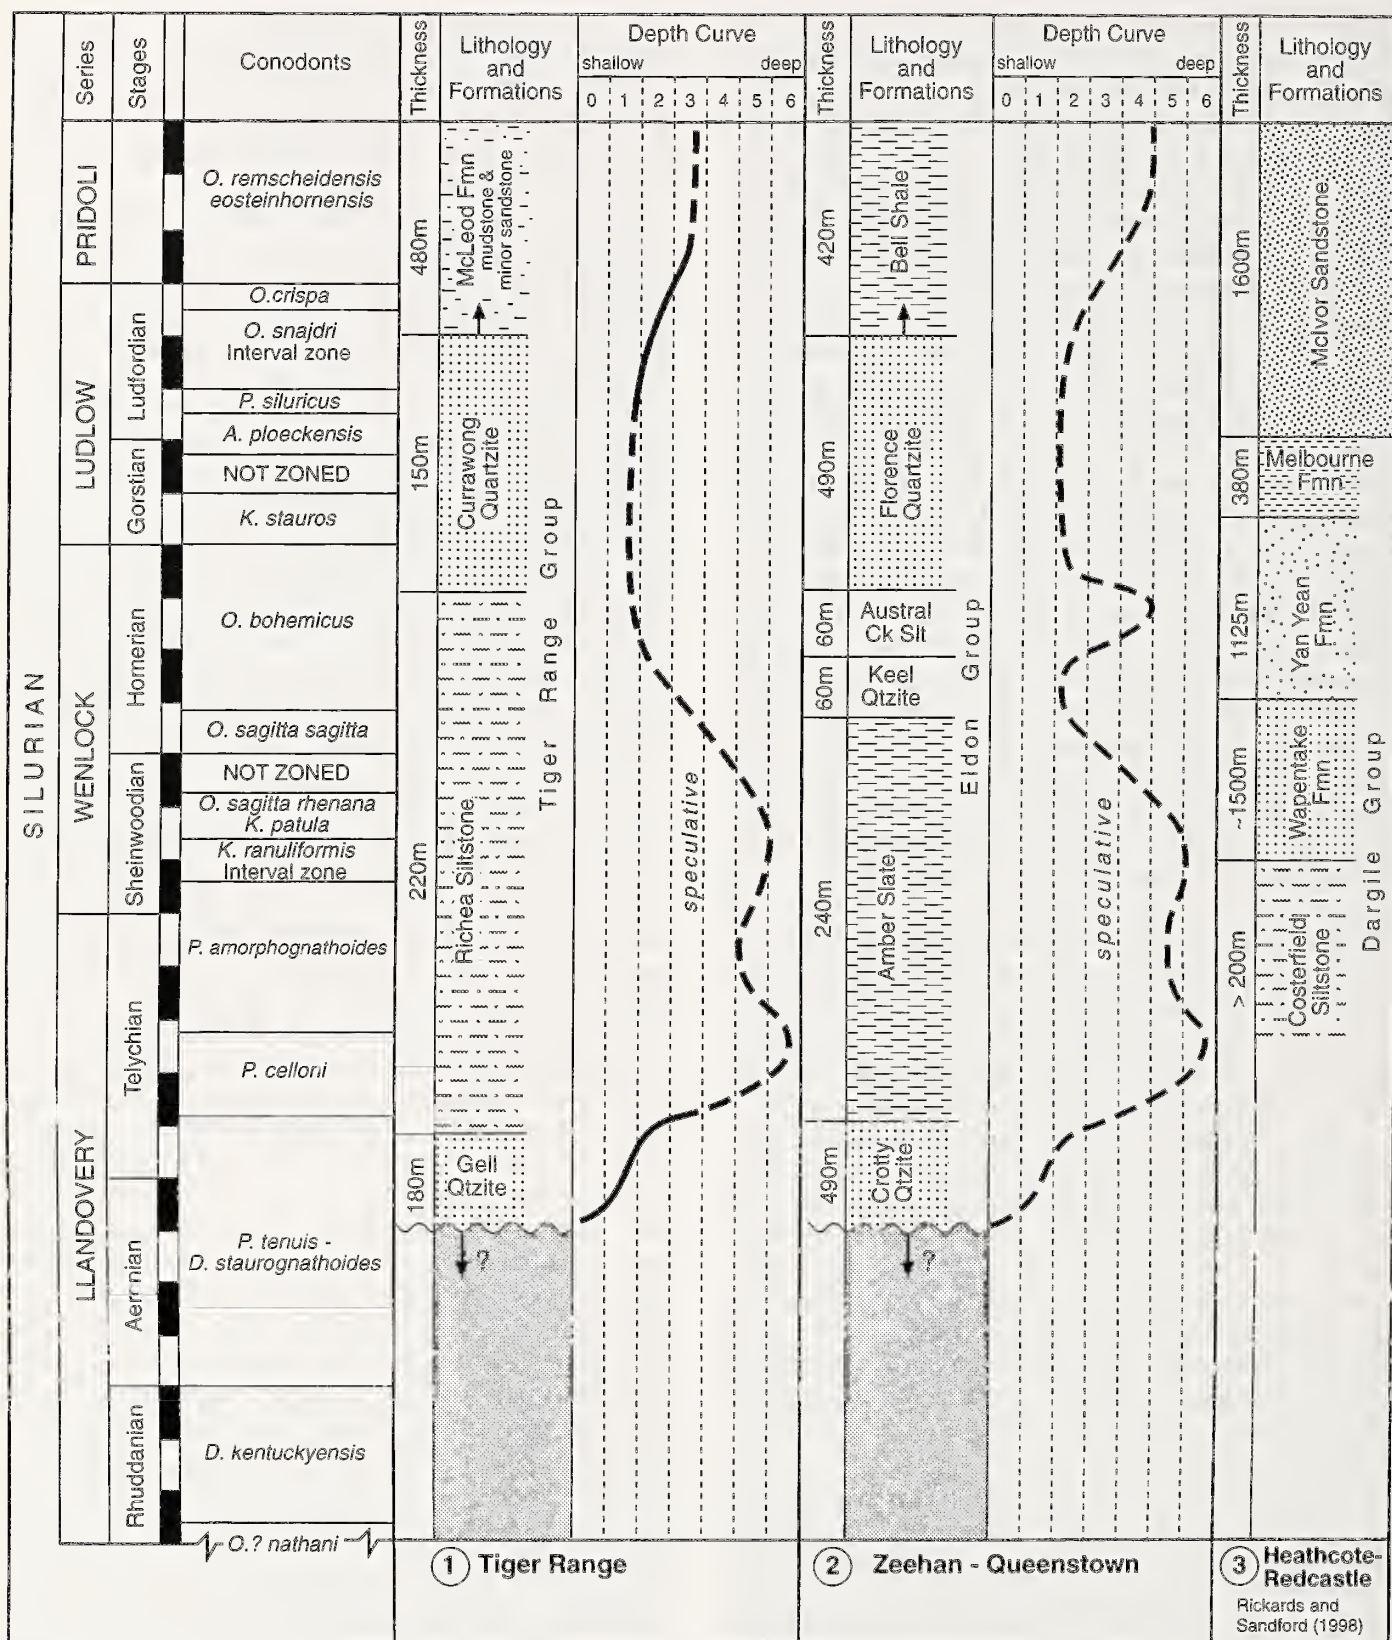 Series
Stages
Conodonts
Thickness
Lithology
and
Formations
Depth Curve
shallow deep
0 1 2 3 4 5 6
Thickness
Lithology
and
Formations
Depth Curve
shallow deep
0 1 2 3 4 5 6
Thickness
Lithology
and
Formations
SILURIAN
PRIDOLI
LUDLOW
WENLOCK
LLANDOVERY
Ludfordian
Gorstian
Homerian
Sheinwoodian
Telychian
Aeronian
Rhuddanian
O. remscheidensis
eosteinhornensis
O.crispa
O. snajdri
Interval zone
P. siluricus
A. ploeckensis
NOT ZONED
K. stauros
O. bohemicus
O. sagitta sagitta
NOT ZONED
O. sagitta rhenana
K. patula
K. ranuliformis
Interval zone
P. amorphognathoides
P. celloni
P. tenuis -
D. staurognathoides
D. kentuckyensis
O.? nathani
480m
150m
220m
180m
McLeod Fmn
mudstone &
minor sandstone
Currawong
Quartzite
Richea Siltstone
Gell
Qtzite
?
Tiger Range Group
speculative
420m
490m
60m
60m
240m
490m
Bell Shale
Florence
Quartzite
Austral
Ck Slt
Keel
Qtzite
Amber Slate
Crotty
Qtzite
?
Eldon Group
speculative
1600m
380m
1125m
~1500m
> 200m
McIvor Sandstone
Melbourne
Fmn
Yan Yean
Fmn
Wapentake
Fmn
Costerfield
Siltstone
Dargile Group
1 Tiger Range
2 Zeehan - Queenstown
3 Heathcote-
Redcastle
Rickards and
Sandford (1998)